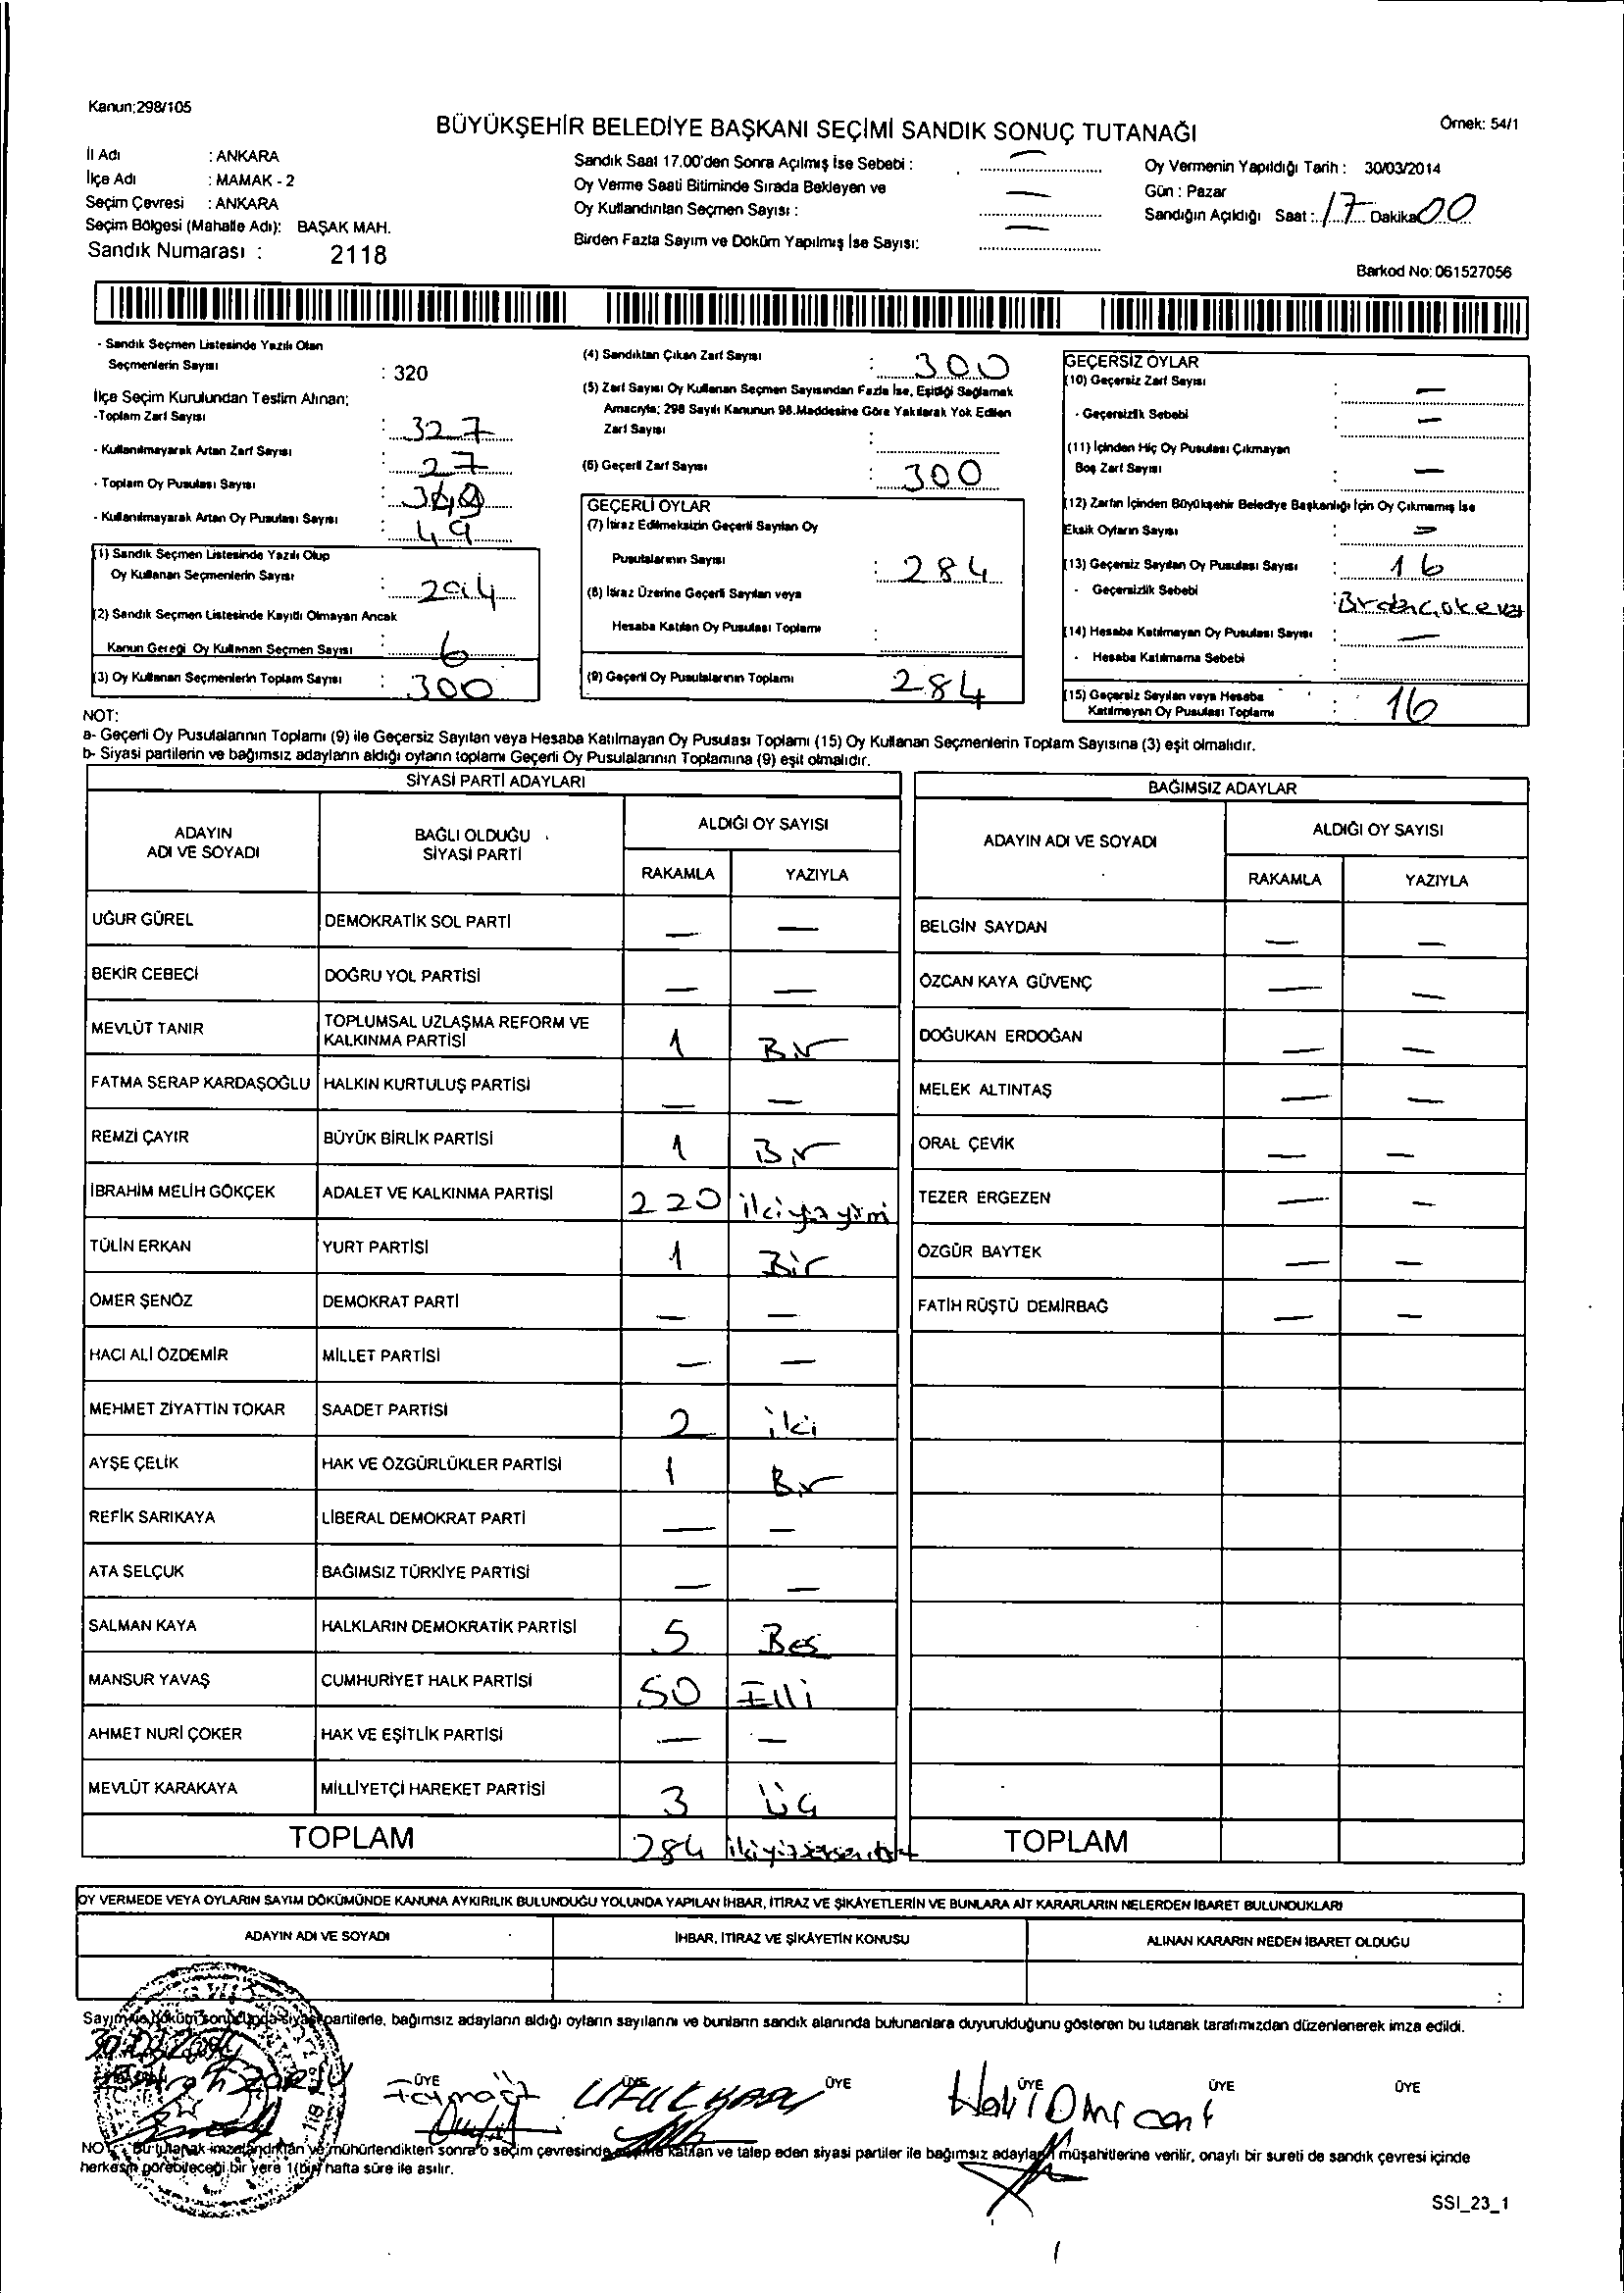 Kanun:298/105
BÜYÜKŞEHİR BELEDİYE BAŞKANI SEÇİMİ SANDIK SONUÇ TUTANAĞI
Örnek: 54/1
İl Adı : ANKARA
İlçe Adı : MAMAK - 2
Seçim Çevresi : ANKARA
Seçim Bölgesi (Mahalle Adı): BAŞAK MAH.
Sandık Numarası : 2118
Sandık Saat 17.00'den Sonra Açılmış İse Sebebi : —
Oy Verme Saati Bitiminde Sırada Bekleyen ve
Oy Kullandırılan Seçmen Sayısı : —
Birden Fazla Sayım ve Döküm Yapılmış İse Sayısı: —
Oy Vermenin Yapıldığı Tarih : 30/03/2014
Gün : Pazar
Sandığın Açıldığı Saat : 17 Dakika 00
Barkod No: 061527056
- Sandık Seçmen Listesinde Yazılı Olan
Seçmenlerin Sayısı : 320
İlçe Seçim Kurulundan Teslim Alınan;
-Toplam Zarf Sayısı : 327
- Kullanılmayarak Artan Zarf Sayısı : 27
- Toplam Oy Pusulası Sayısı :
- Kullanılmayarak Artan Oy Pusulası Sayısı : 49
(1) Sandık Seçmen Listesinde Yazılı Olup
Oy Kullanan Seçmenlerin Sayısı : 294
(2) Sandık Seçmen Listesinde Kayıtlı Olmayan Ancak
Kanun Gereği Oy Kullanan Seçmen Sayısı : 6
(3) Oy Kullanan Seçmenlerin Toplam Sayısı : 300
(4) Sandıktan Çıkan Zarf Sayısı : 300
(5) Zarf Sayısı Oy Kullanan Seçmen Sayısından Fazla İse, Eşitliği Sağlamak
Amacıyla; 298 Sayılı Kanunun 98.Maddesine Göre Yakılarak Yok Edilen
Zarf Sayısı :
(6) Geçerli Zarf Sayısı : 300
GEÇERLİ OYLAR
(7) İtiraz Edilmeksizin Geçerli Sayılan Oy
Pusulalarının Sayısı : 284
(8) İtiraz Üzerine Geçerli Sayılan veya
Hesaba Katılan Oy Pusulası Toplamı :
(9) Geçerli Oy Pusulalarının Toplamı 284
GEÇERSİZ OYLAR
(10) Geçersiz Zarf Sayısı : —
- Geçersizlik Sebebi : —
(11) İçinden Hiç Oy Pusulası Çıkmayan
Boş Zarf Sayısı : —
(12) Zarfın İçinden Büyükşehir Belediye Başkanlığı İçin Oy Çıkmamış İse
Eksik Oyların Sayısı : —
(13) Geçersiz Sayılan Oy Pusulası Sayısı : 16
- Geçersizlik Sebebi :
(14) Hesaba Katılmayan Oy Pusulası Sayısı : —
- Hesaba Katılmama Sebebi :
(15) Geçersiz Sayılan veya Hesaba
Katılmayan Oy Pusulası Toplamı : 16
NOT:
a- Geçerli Oy Pusulalarının Toplamı (9) ile Geçersiz Sayılan veya Hesaba Katılmayan Oy Pusulası Toplamı (15) Oy Kullanan Seçmenlerin Toplam Sayısına (3) eşit olmalıdır.
b- Siyasi partilerin ve bağımsız adayların aldığı oyların toplamı Geçerli Oy Pusulalarının Toplamına (9) eşit olmalıdır.
SİYASİ PARTİ ADAYLARI
ADAYIN ADI VE SOYADI BAĞLI OLDUĞU SİYASİ PARTİ ALDIĞI OY SAYISI
RAKAMLA YAZIYLA
UĞUR GÜREL DEMOKRATİK SOL PARTİ — —
BEKİR CEBECİ DOĞRU YOL PARTİSİ — —
MEVLÜT TANIR TOPLUMSAL UZLAŞMA REFORM VE KALKINMA PARTİSİ 1 Bir
FATMA SERAP KARDAŞOĞLU HALKIN KURTULUŞ PARTİSİ — —
REMZİ ÇAYIR BÜYÜK BİRLİK PARTİSİ 1 Bir
İBRAHİM MELİH GÖKÇEK ADALET VE KALKINMA PARTİSİ 220
TÜLİN ERKAN YURT PARTİSİ 1 Bir
ÖMER ŞENÖZ DEMOKRAT PARTİ — —
HACI ALİ ÖZDEMİR MİLLET PARTİSİ — —
MEHMET ZİYATTİN TOKAR SAADET PARTİSİ 2 iki
AYŞE ÇELİK HAK VE ÖZGÜRLÜKLER PARTİSİ 1 Bir
REFİK SARIKAYA LİBERAL DEMOKRAT PARTİ — —
ATA SELÇUK BAĞIMSIZ TÜRKİYE PARTİSİ — —
SALMAN KAYA HALKLARIN DEMOKRATİK PARTİSİ 5 Beş
MANSUR YAVAŞ CUMHURİYET HALK PARTİSİ 50 Elli
AHMET NURİ ÇOKER HAK VE EŞİTLİK PARTİSİ — —
MEVLÜT KARAKAYA MİLLİYETÇİ HAREKET PARTİSİ 3 Üç
TOPLAM 284
BAĞIMSIZ ADAYLAR
ADAYIN ADI VE SOYADI ALDIĞI OY SAYISI
RAKAMLA YAZIYLA
BELGİN SAYDAN — —
ÖZCAN KAYA GÜVENÇ — —
DOĞUKAN ERDOĞAN — —
MELEK ALTINTAŞ — —
ORAL ÇEVİK — —
TEZER ERGEZEN — —
ÖZGÜR BAYTEK — —
FATİH RÜŞTÜ DEMİRBAĞ — —
TOPLAM
OY VERMEDE VEYA OYLARIN SAYIM DÖKÜMÜNDE KANUNA AYKIRILIK BULUNDUĞU YOLUNDA YAPILAN İHBAR, İTİRAZ VE ŞİKÂYETLERİN VE BUNLARA AİT KARARLARIN NELERDEN İBARET BULUNDUKLARI
ADAYIN ADI VE SOYADI İHBAR, İTİRAZ VE ŞİKÂYETİN KONUSU ALINAN KARARIN NEDEN İBARET OLDUĞU
Sayım ve döküm sonucunda siyasi partilerle, bağımsız adayların aldığı oyların sayılarını ve bunların sandık alanında bulunanlara duyurulduğunu gösteren bu tutanak tarafımızdan düzenlenerek imza edildi.
ÜYE ÜYE ÜYE ÜYE ÜYE ÜYE
NOT: Bu tutanak imzalandıktan ve mühürlendikten sonra o seçim çevresinde seçime katılan ve talep eden siyasi partiler ile bağımsız adayların müşahitlerine verilir, onaylı bir sureti de sandık çevresi içinde
herkesin görebileceği bir yere 1(bir) hafta süre ile asılır.
SSI_23_1